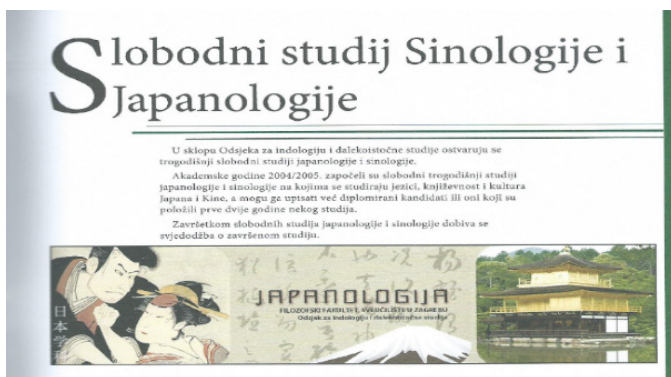 Slobodni studij Sinologije i
Japanologije
U sklopu Odsjeka za indologiju i dalekoistočne studije ostvaruju se
trogodišnji slobodni studiji japanologije i sinologije.
Akademske godine 2004/2005. započeli su slobodni trogodišnji studiji
japanologije i sinologije na kojima se studiraju jezici, književnost i kultura
Japana i Kine, a mogu ga upisati već diplomirani kandidati ili oni koji su
položili prve dvije godine nekog studija.
Završetkom slobodnih studija japanologije i sinologije dobiva se
svjedodžba o završenom studiju.
JAPANOLOGIJA
FILOZOFSKI FAKULTET, SVEUČILIŠTE U ZAGREBU
Odsjek za indologiju i dalekoistočne studije
日本学科